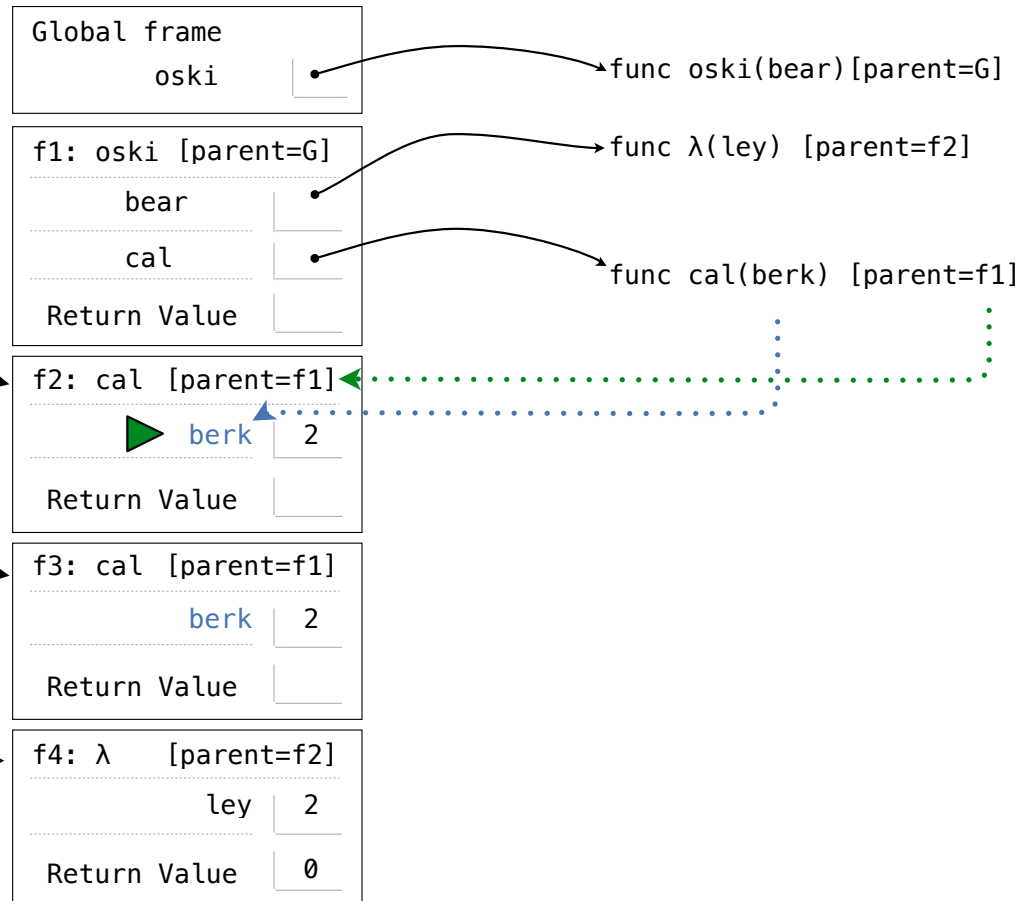 Global frame
oski
func oski(bear)[parent=G]
f1: oski [parent=G]
func λ(ley) [parent=f2]
bear
cal
func cal(berk) [parent=f1]
Return Value
f2: cal [parent=f1]
berk 2
Return Value
f3: cal [parent=f1]
berk 2
Return Value
f4: λ [parent=f2]
ley 2
Return Value 0